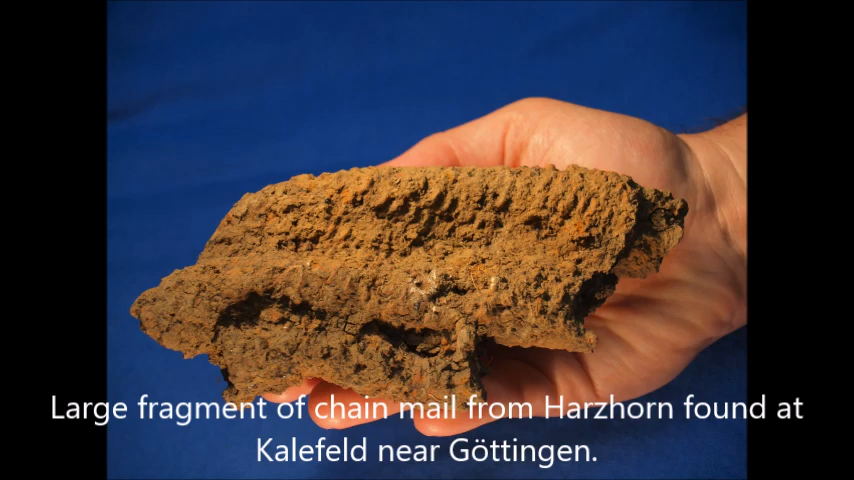 Large fragment of chain mail from Harzhorn found at
Kalefeld near Göttingen.